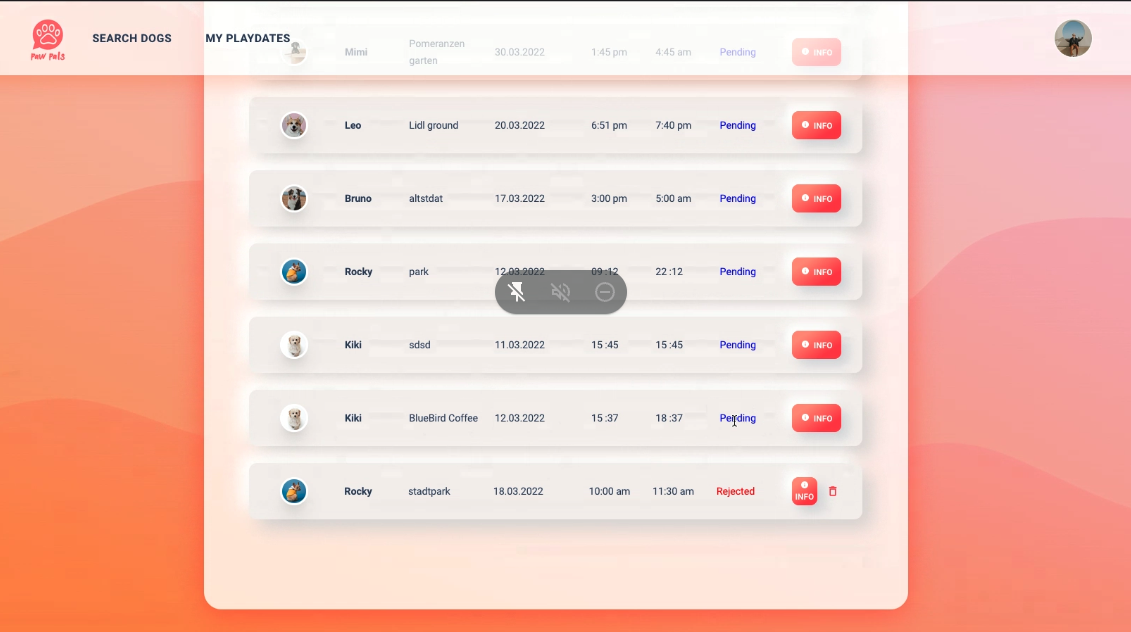 paw pals
SEARCH DOGS
MY PLAYDATES
Mimi Pomeranzen garten 30.03.2022 1:45 pm 4:45 am Pending INFO
Leo Lidl ground 20.03.2022 6:51 pm 7:40 pm Pending INFO
Bruno altstdat 17.03.2022 3:00 pm 5:00 am Pending INFO
Rocky park 12.03.2022 09 :12 22 :12 Pending INFO
Kiki sdsd 11.03.2022 15 :45 15 :45 Pending INFO
Kiki BlueBird Coffee 12.03.2022 15 :37 18 :37 Pending INFO
Rocky stadtpark 18.03.2022 10:00 am 11:30 am Rejected INFO